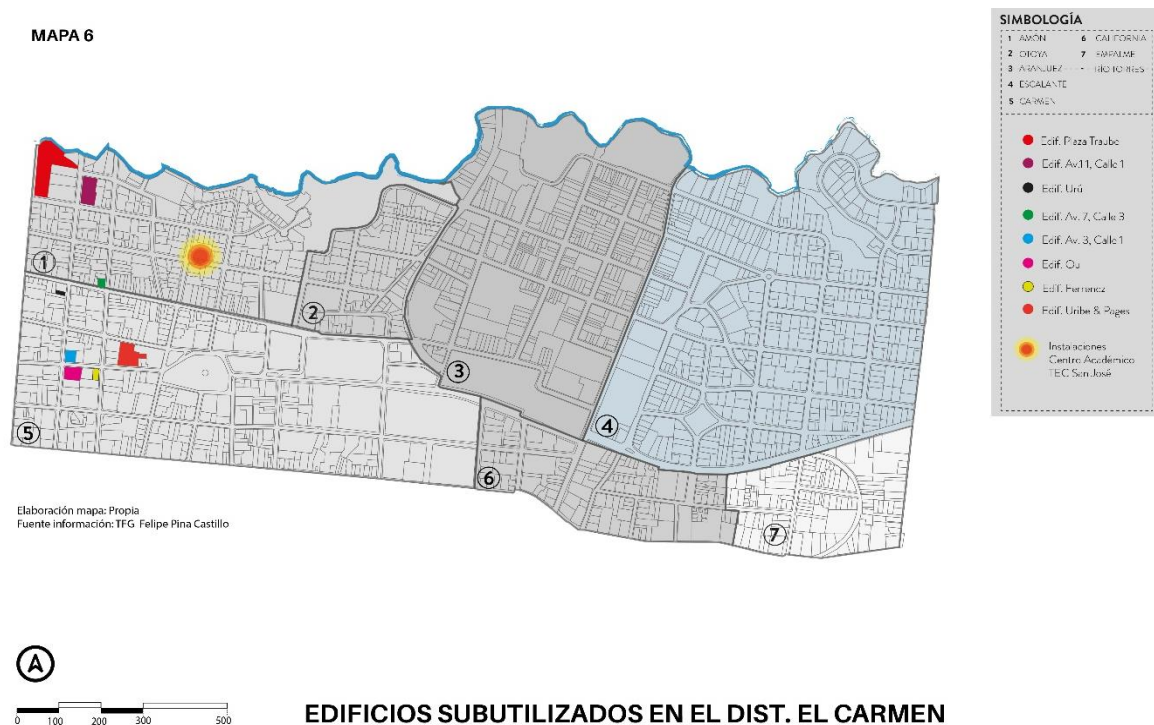 MAPA 6
SIMBOLOGÍA
1 AMÓN
2 OTOYA
3 ARANJUEZ
4 ESCALANTE
5 CARMEN
6 CALIFORNIA
7 EMPALME
RÍO TORRES
Edif. Plaza Traube
Edif. Av.11, Calle 1
Edif. Urú
Edif. Av. 7, Calle 3
Edif. Av. 3, Calle 1
Edif.
Edif.
Edif. Uribe & Pages
Instalaciones
Centro Académico
TEC San José
1
2
3
4
5
6
7
Elaboración mapa: Propia
Fuente información: TFG Felipe Pina Castillo
A
0 100 200 300 500
EDIFICIOS SUBUTILIZADOS EN EL DIST. EL CARMEN